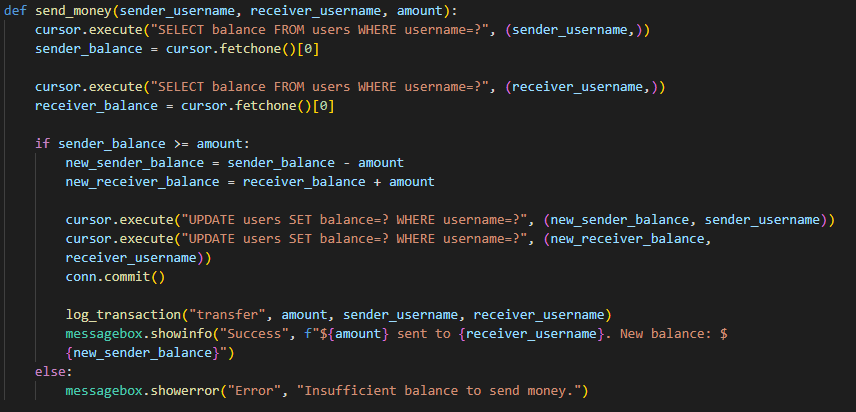 def send_money(sender_username, receiver_username, amount):
    cursor.execute("SELECT balance FROM users WHERE username=?", (sender_username,))
    sender_balance = cursor.fetchone()[0]

    cursor.execute("SELECT balance FROM users WHERE username=?", (receiver_username,))
    receiver_balance = cursor.fetchone()[0]

    if sender_balance >= amount:
        new_sender_balance = sender_balance - amount
        new_receiver_balance = receiver_balance + amount

        cursor.execute("UPDATE users SET balance=? WHERE username=?", (new_sender_balance, sender_username))
        cursor.execute("UPDATE users SET balance=? WHERE username=?", (new_receiver_balance,
        receiver_username))
        conn.commit()

        log_transaction("transfer", amount, sender_username, receiver_username)
        messagebox.showinfo("Success", f"${amount} sent to {receiver_username}. New balance: $
        {new_sender_balance}")
    else:
        messagebox.showerror("Error", "Insufficient balance to send money.")